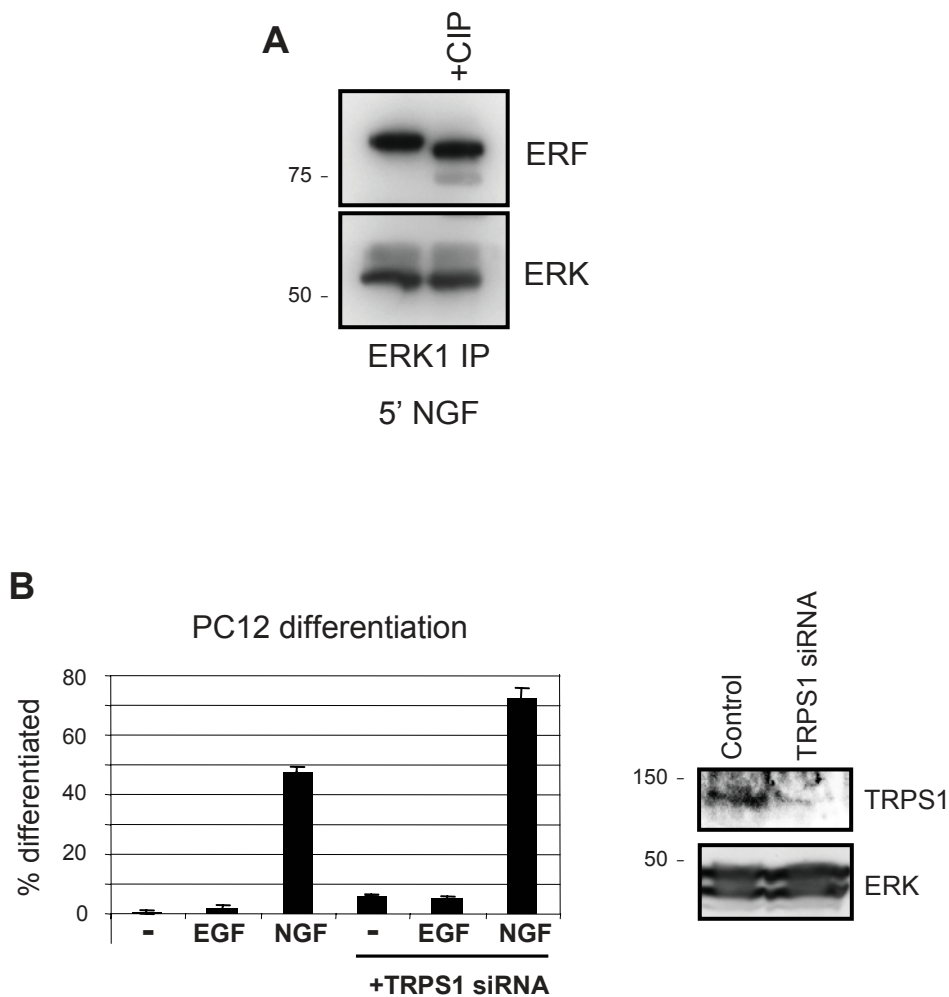 A
+CIP
ERF
75 -
ERK
50 -
ERK1 IP
5’ NGF
B
PC12 differentiation
% differentiated
80
60
40
20
0
- EGF NGF - EGF NGF
+TRPS1 siRNA
Control
TRPS1 siRNA
150 -
TRPS1
50 -
ERK